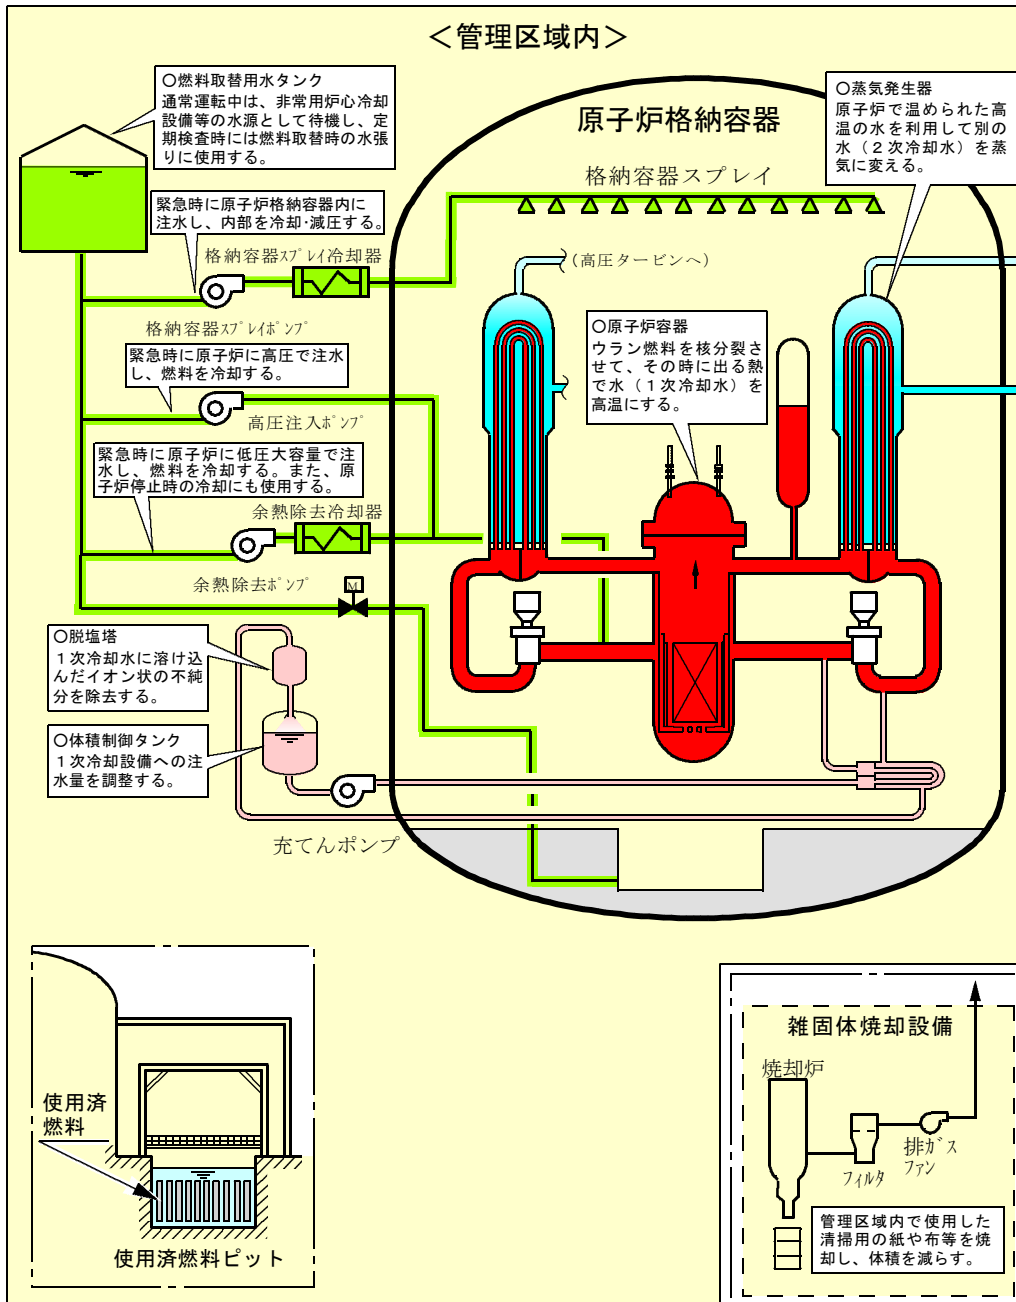 ＜管理区域内＞
○燃料取替用水タンク
通常運転中は、非常用炉心冷却
設備等の水源として待機し、定
期検査時には燃料取替時の水張
りに使用する。
原子炉格納容器
○蒸気発生器
原子炉で温められた高
温の水を利用して別の
水（２次冷却水）を蒸
気に変える。
格納容器スプレイ
緊急時に原子炉格納容器内に
注水し、内部を冷却･減圧する。
格納容器ｽﾌﾟﾚｲ冷却器
（高圧タービンへ）
格納容器ｽﾌﾟﾚｲﾎﾟﾝﾌﾟ
○原子炉容器
ウラン燃料を核分裂さ
せて、その時に出る熱
で水（１次冷却水）を
高温にする。
緊急時に原子炉に高圧で注水
し、燃料を冷却する。
高圧注入ﾎﾟﾝﾌﾟ
緊急時に原子炉に低圧大容量で注
水し、燃料を冷却する。また、原
子炉停止時の冷却にも使用する。
余熱除去冷却器
余熱除去ﾎﾟﾝﾌﾟ
M
○脱塩塔
１次冷却水に溶け込
んだイオン状の不純
分を除去する。
○体積制御タンク
１次冷却設備への注
水量を調整する。
充てんポンプ
使用済
燃料
使用済燃料ピット
雑固体焼却設備
焼却炉
フィルタ
排ｶﾞｽ
ファン
管理区域内で使用した
清掃用の紙や布等を焼
却し、体積を減らす。